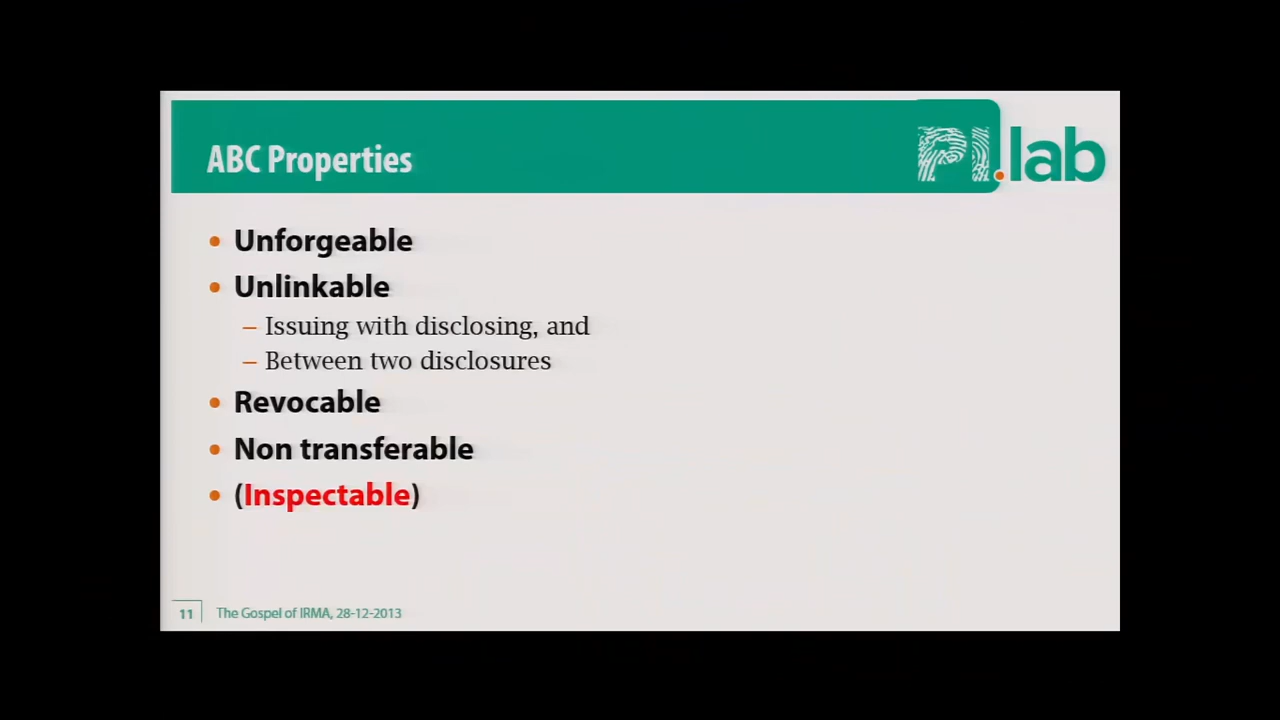 ABC Properties
PI.lab
• Unforgeable
• Unlinkable
– Issuing with disclosing, and
– Between two disclosures
• Revocable
• Non transferable
• (Inspectable)
11 The Gospel of IRMA, 28-12-2013